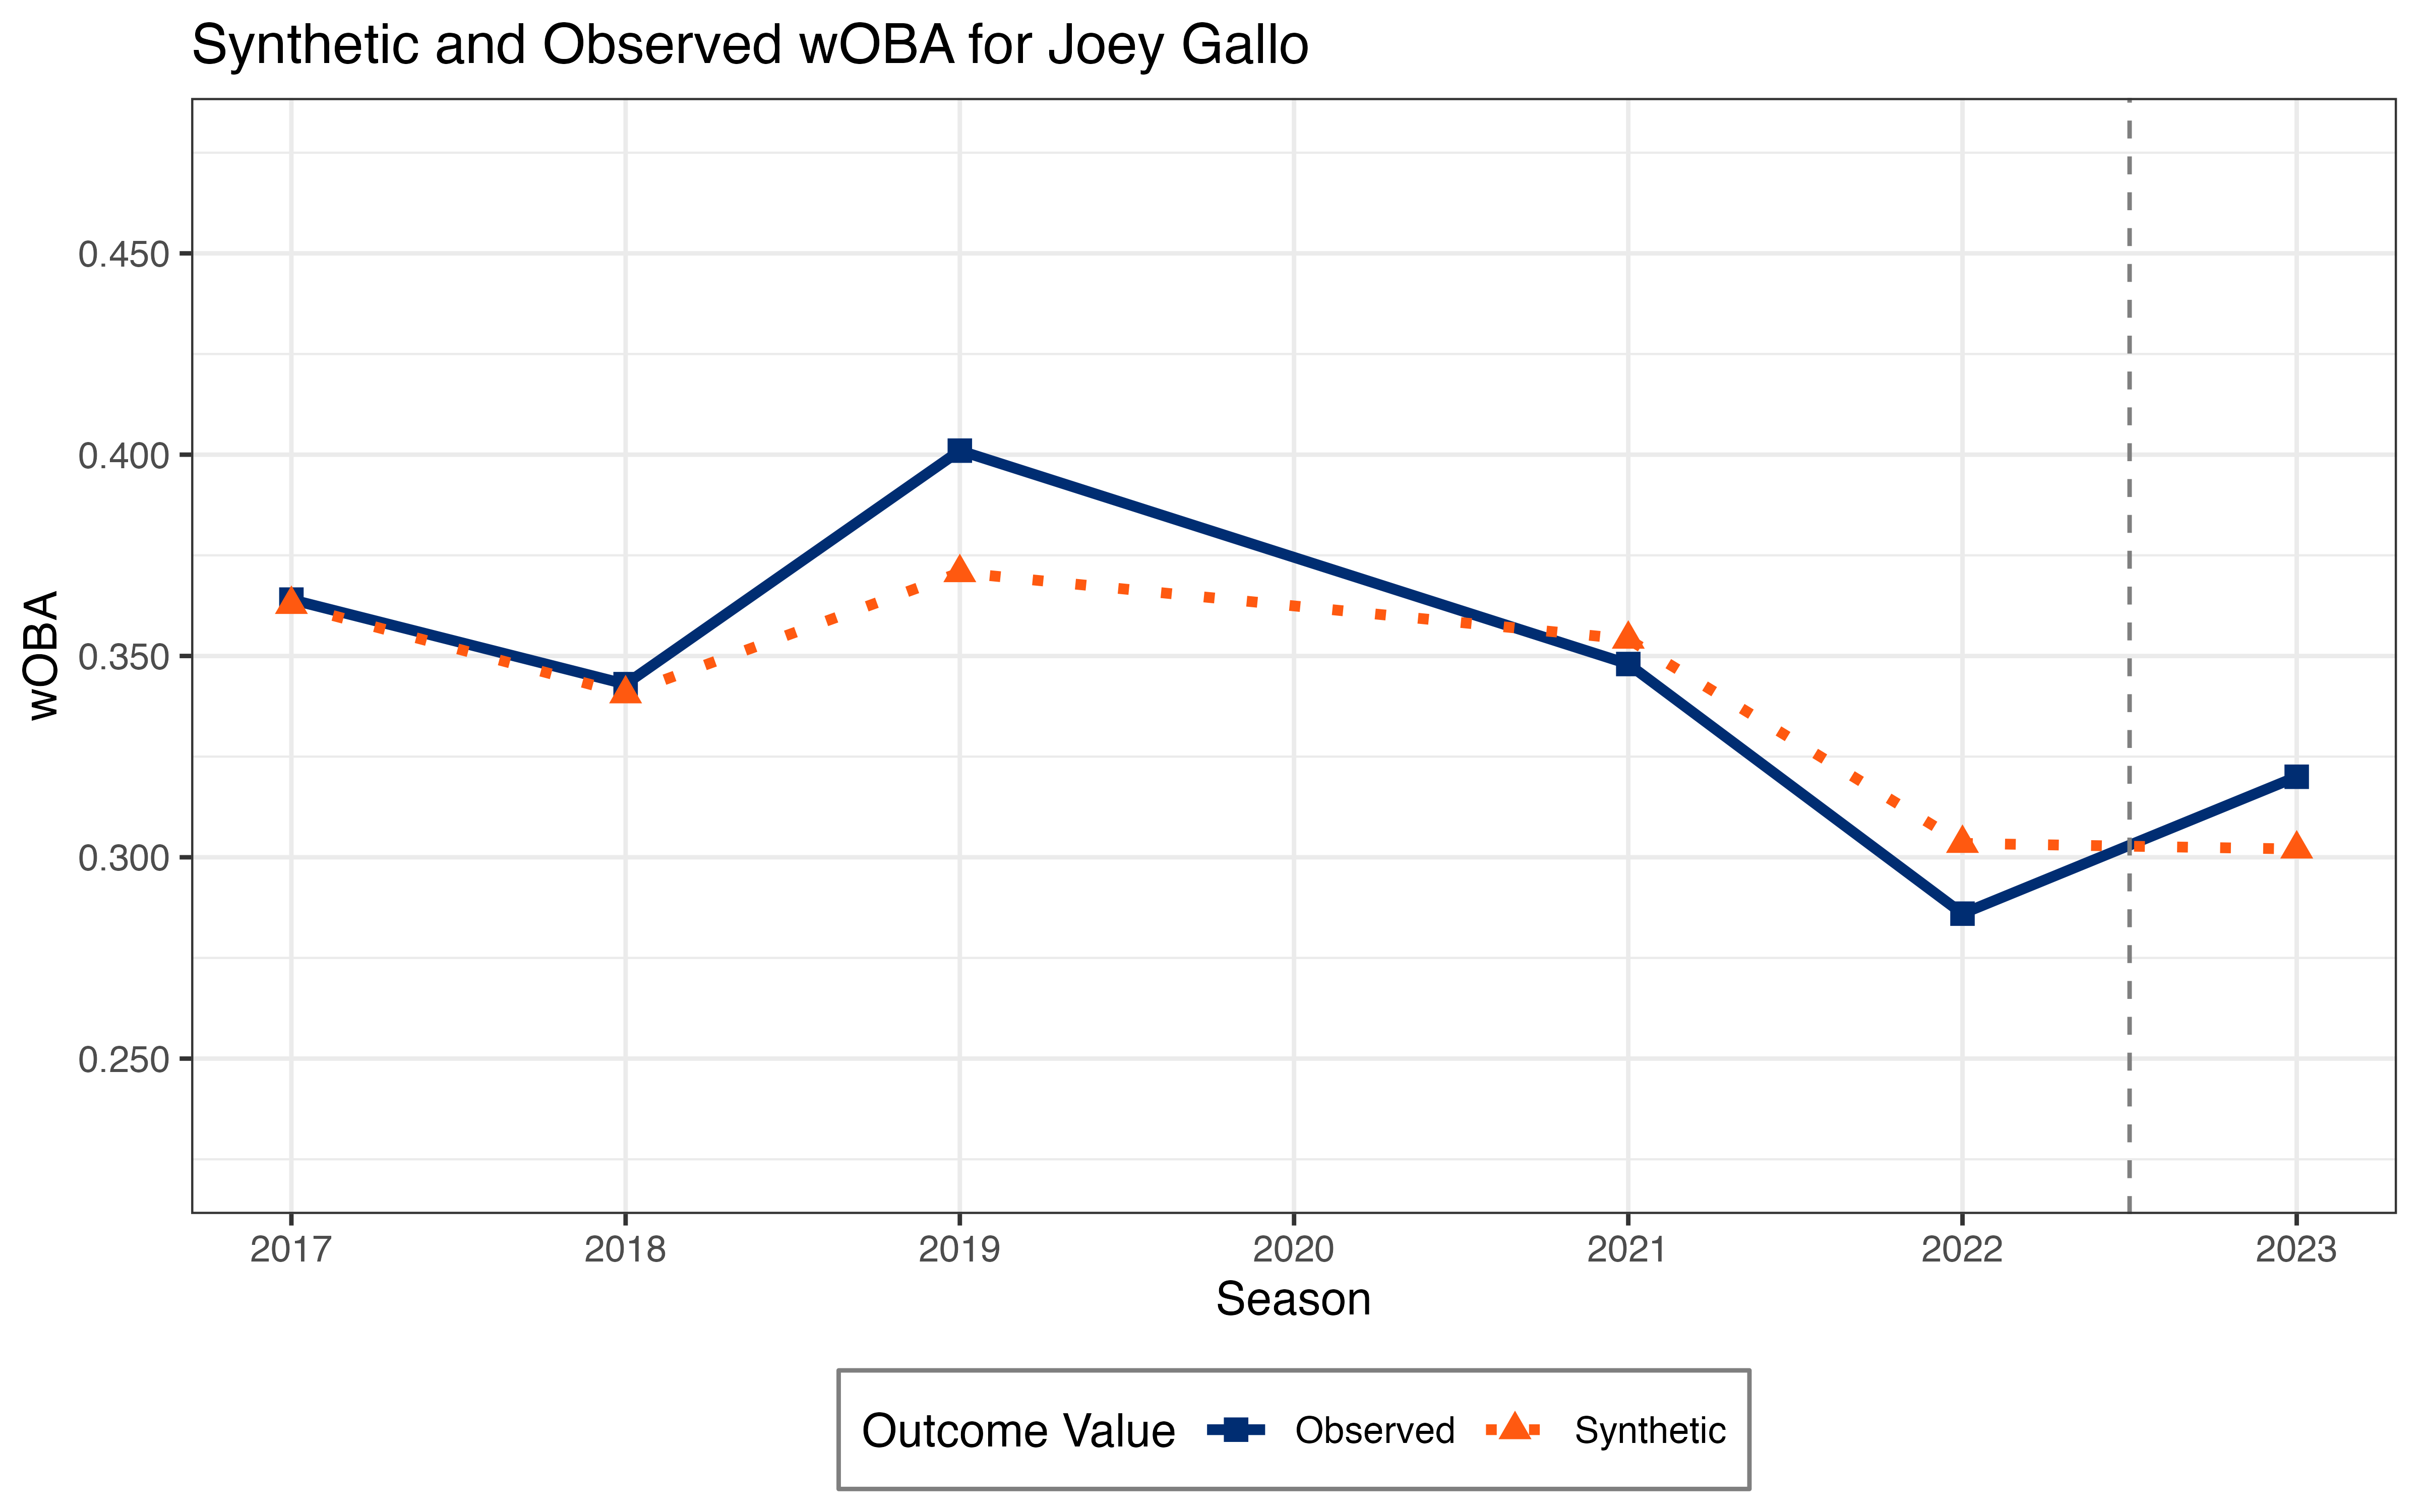 Synthetic and Observed wOBA for Joey Gallo
wOBA
0.450
0.400
0.350
0.300
0.250
2017 2018 2019 2020 2021 2022 2023
Season
Outcome Value Observed Synthetic